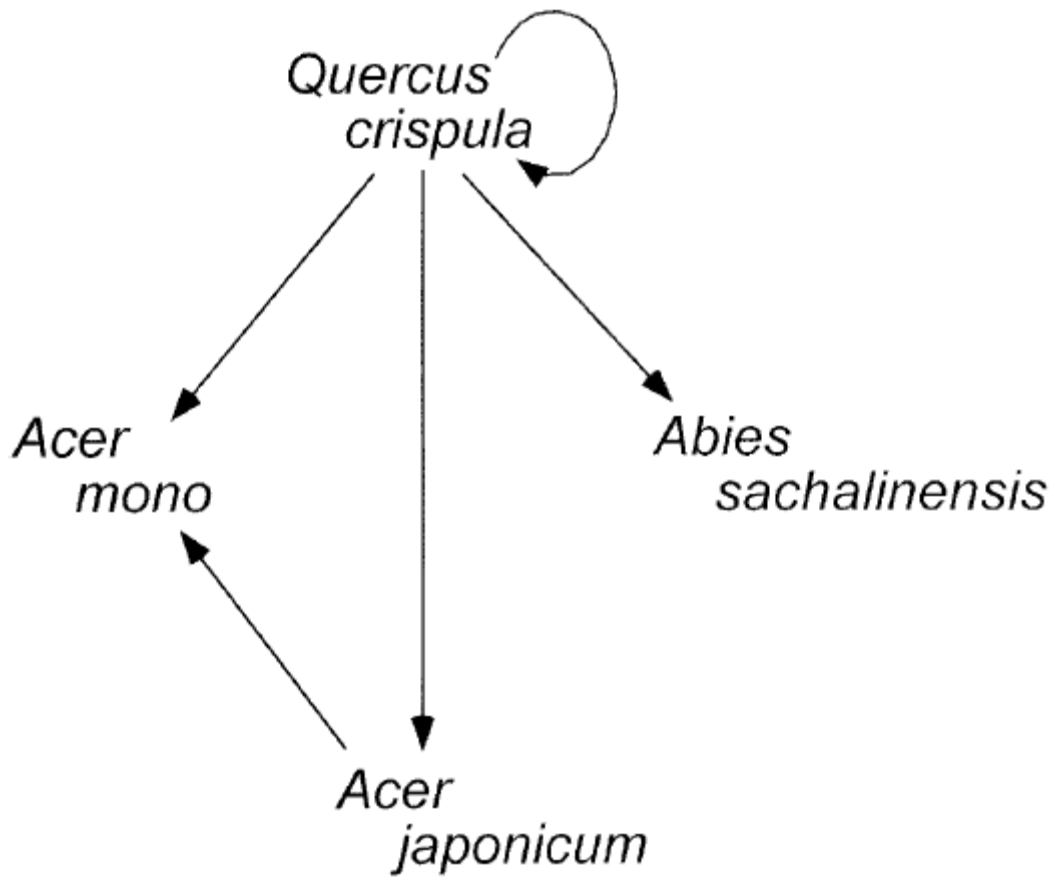 Quercus
crispula
Acer
mono
Abies
sachalinensis
Acer
japonicum